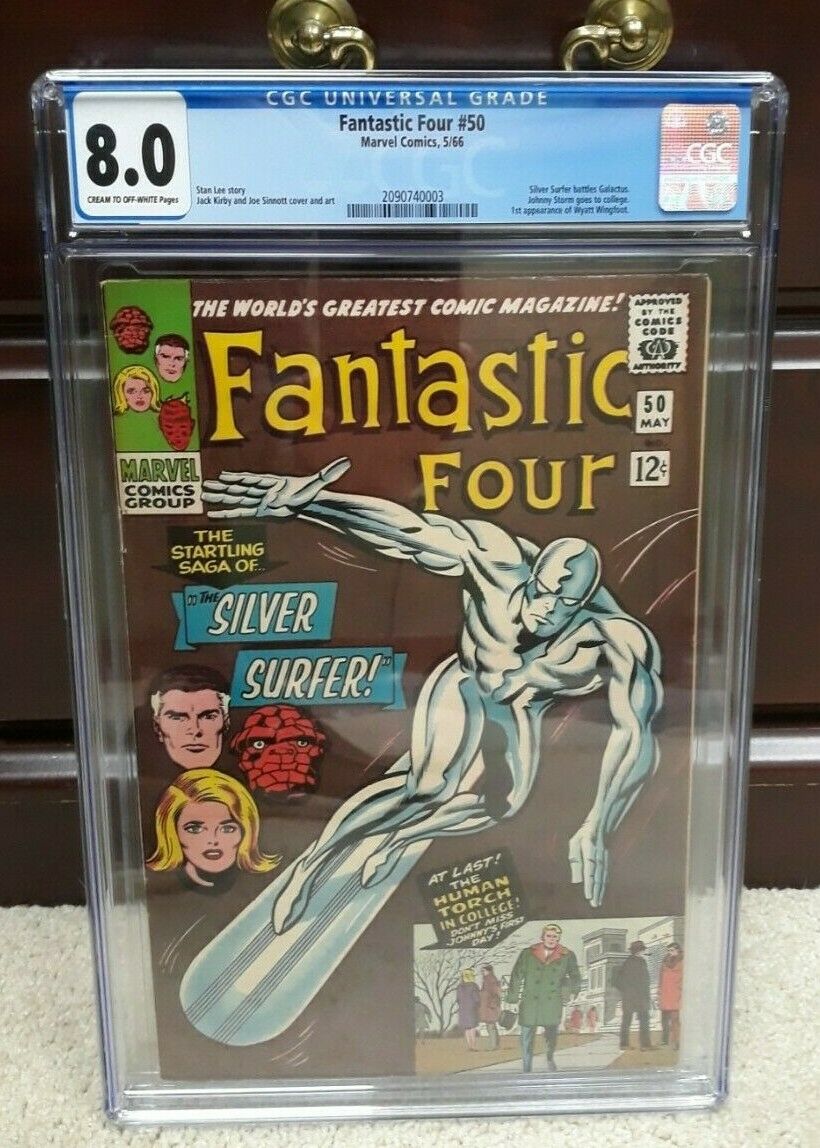 CGC UNIVERSAL GRADE
8.0
CREAM TO OFF-WHITE Pages
Fantastic Four #50
Marvel Comics, 5/66
Stan Lee story
Jack Kirby and Joe Sinnott cover and art
2090740003
Silver Surfer battles Galactus.
Johnny Storm goes to college.
1st appearance of Wyatt Wingfoot.
CGC
CGC
THE WORLD'S GREATEST COMIC MAGAZINE!
APPROVED
BY THE
COMICS
CODE
CA
AUTHORITY
Fantastic
Four
50
MAY
IND.
12¢
MARVEL
COMICS
GROUP
THE
STARTLING
SAGA OF...
"THE SILVER
SURFER!"
AT LAST!
THE
HUMAN
TORCH
IN COLLEGE!
DON'T MISS
JOHNNY'S FIRST
DAY!